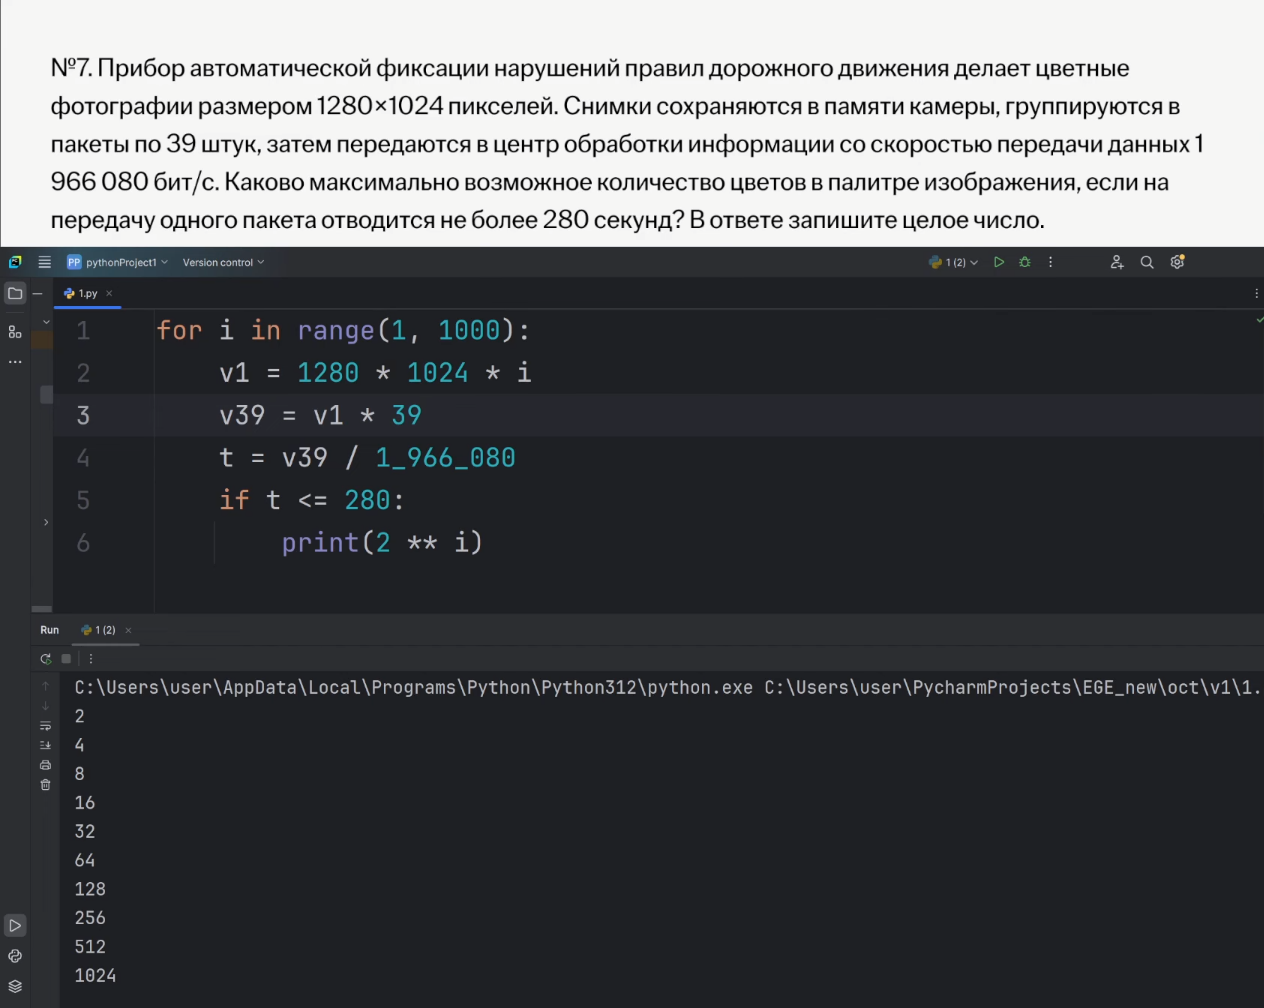 №7. Прибор автоматической фиксации нарушений правил дорожного движения делает цветные
фотографии размером 1280×1024 пикселей. Снимки сохраняются в памяти камеры, группируются в
пакеты по 39 штук, затем передаются в центр обработки информации со скоростью передачи данных 1
966 080 бит/с. Каково максимально возможное количество цветов в палитре изображения, если на
передачу одного пакета отводится не более 280 секунд? В ответе запишите целое число.
PP pythonProject1 Version control 1 (2)
1.py
1 for i in range(1, 1000):
2 v1 = 1280 * 1024 * i
3 v39 = v1 * 39
4 t = v39 / 1_966_080
5 if t <= 280:
6 print(2 ** i)
Run 1 (2)
C:\Users\user\AppData\Local\Programs\Python\Python312\python.exe C:\Users\user\PycharmProjects\EGE_new\oct\v1\1.
2
4
8
16
32
64
128
256
512
1024